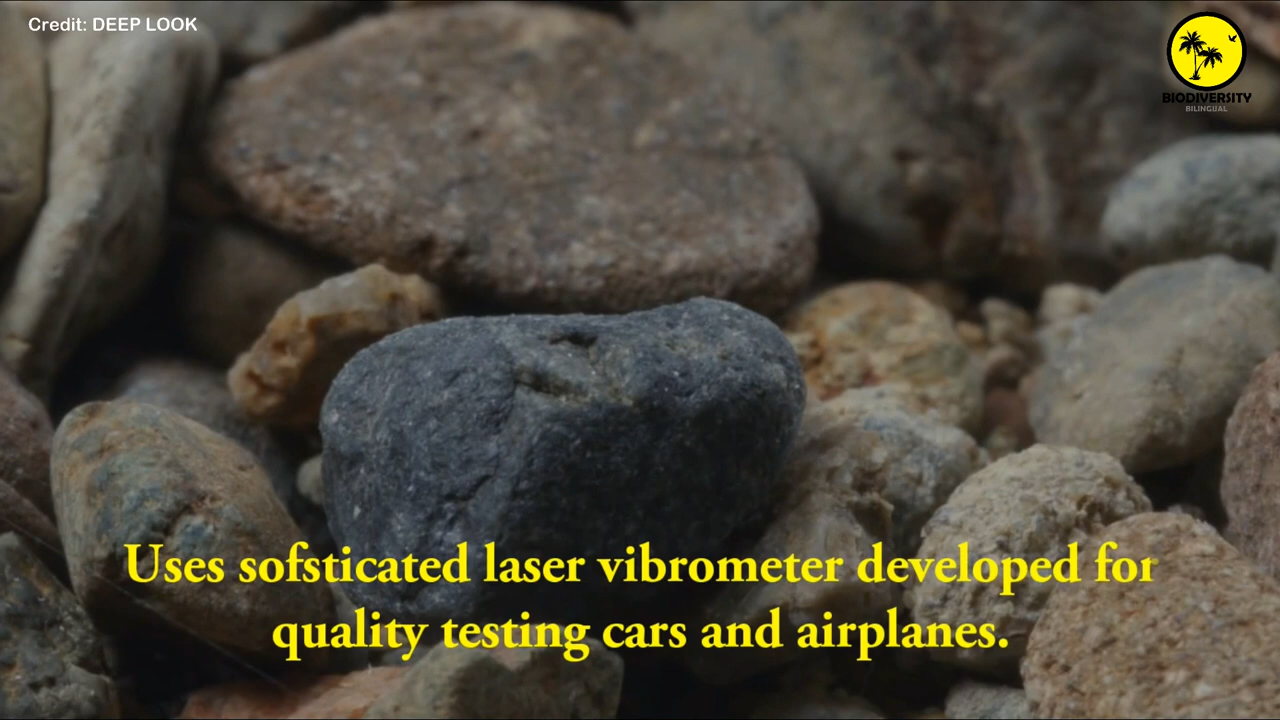 Credit: DEEP LOOK
BIODIVERSITY
BILINGUAL
Uses sofsticated laser vibrometer developed for
quality testing cars and airplanes.